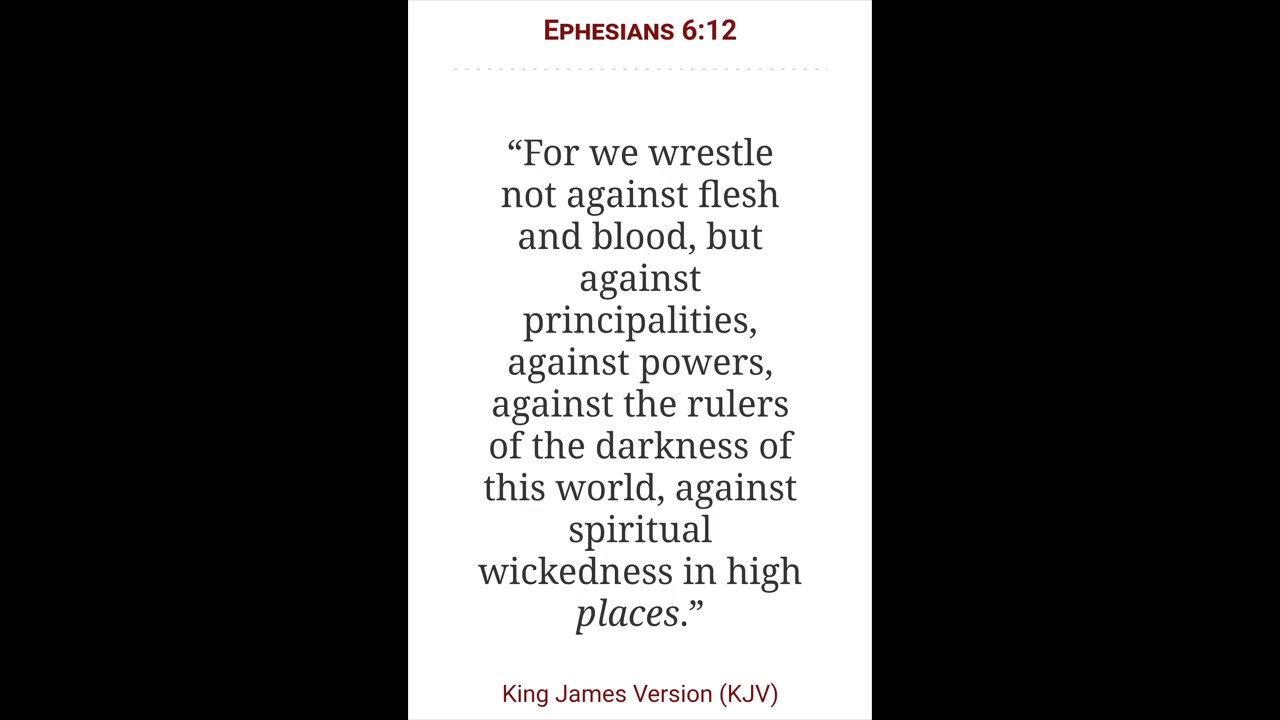 Ephesians 6:12
“For we wrestle
not against flesh
and blood, but
against
principalities,
against powers,
against the rulers
of the darkness of
this world, against
spiritual
wickedness in high
places.”
King James Version (KJV)